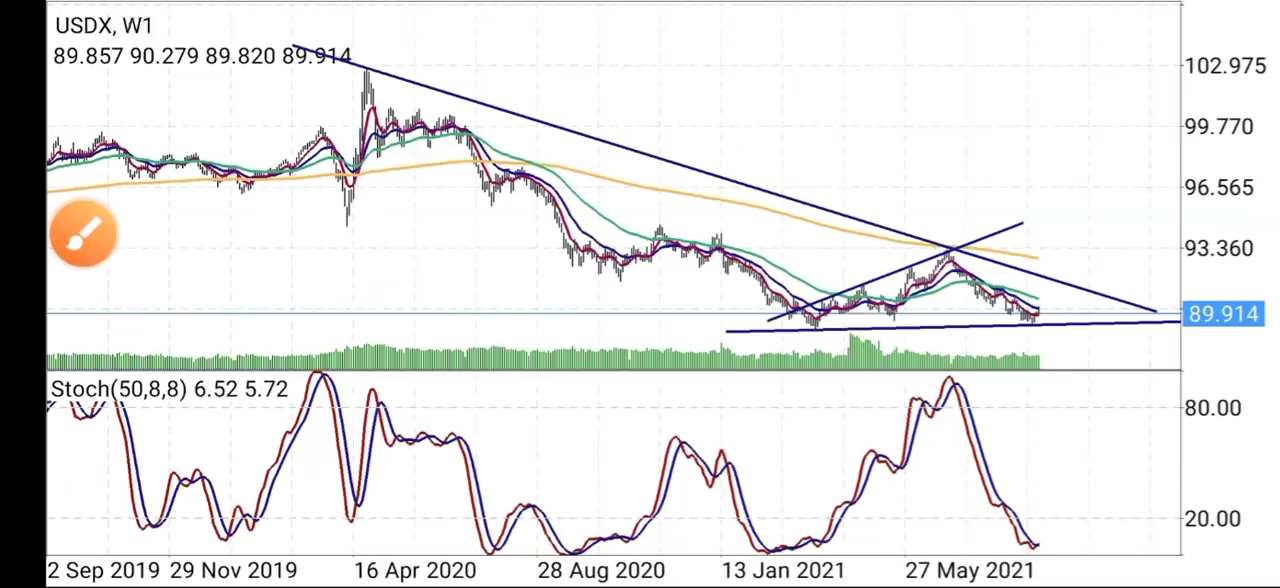 USDX, W1
89.857 90.279 89.820 89.914
102.975
99.770
96.565
93.360
89.914
Stoch(50,8,8) 6.52 5.72
80.00
20.00
2 Sep 2019 29 Nov 2019 16 Apr 2020 28 Aug 2020 13 Jan 2021 27 May 2021